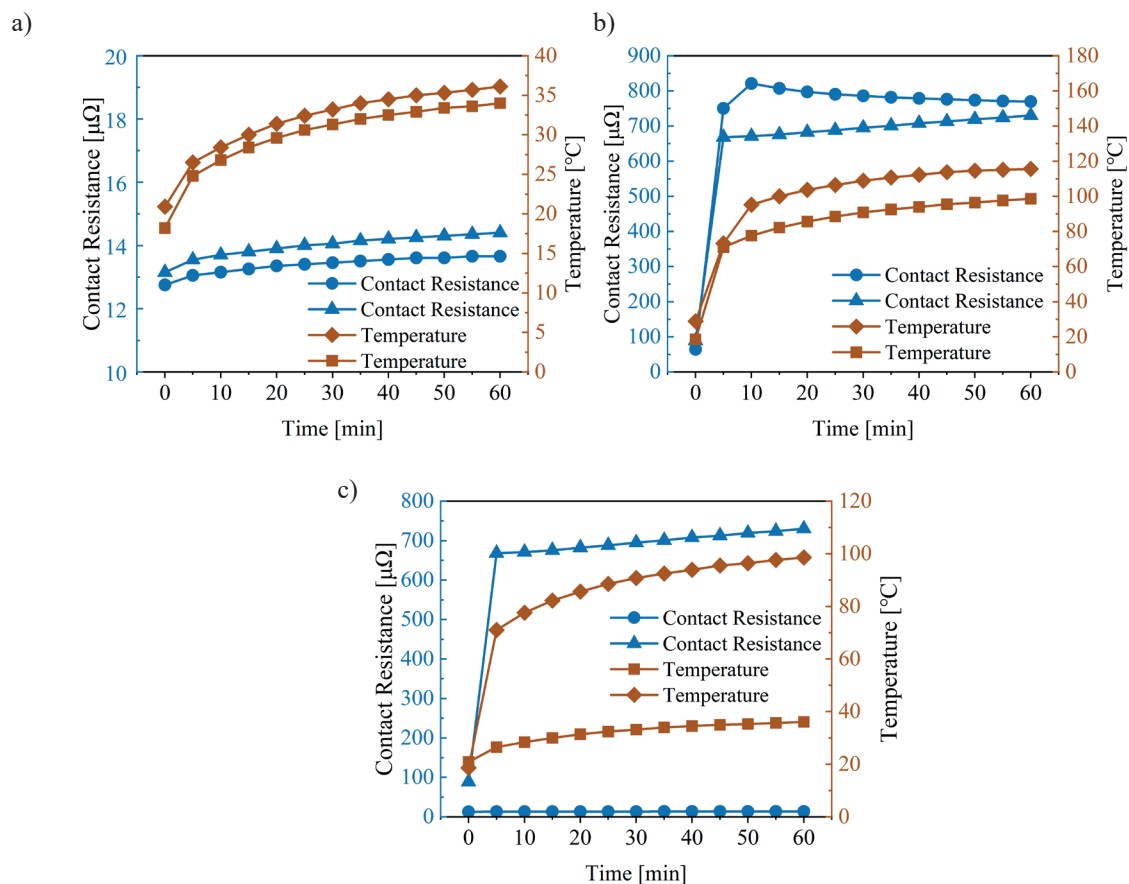 a)
20
18
16
14
12
10
Contact Resistance [μΩ]
40
35
30
25
20
15
10
5
0
Temperature [°C]
Contact Resistance
Contact Resistance
Temperature
Temperature
0 10 20 30 40 50 60
Time [min]
b)
900
800
700
600
500
400
300
200
100
0
Contact Resistance [μΩ]
180
160
140
120
100
80
60
40
20
0
Temperature [°C]
Contact Resistance
Contact Resistance
Temperature
Temperature
0 10 20 30 40 50 60
Time [min]
c)
800
700
600
500
400
300
200
100
0
Contact Resistance [μΩ]
120
100
80
60
40
20
0
Temperature [°C]
Contact Resistance
Contact Resistance
Temperature
Temperature
0 10 20 30 40 50 60
Time [min]